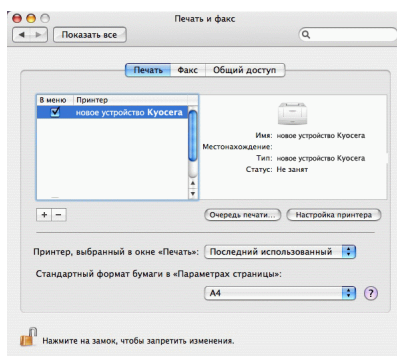 Печать и факс
Показать все
Печать Факс Общий доступ
В меню Принтер
новое устройство Kyocera
Имя: новое устройство Kyocera
Местонахождение:
Тип: новое устройство Kyocera
Статус: Не занят
+ −
Очередь печати... Настройка принтера
Принтер, выбранный в окне «Печать»: Последний использованный
Стандартный формат бумаги в «Параметрах страницы»:
A4 ?
Нажмите на замок, чтобы запретить изменения.